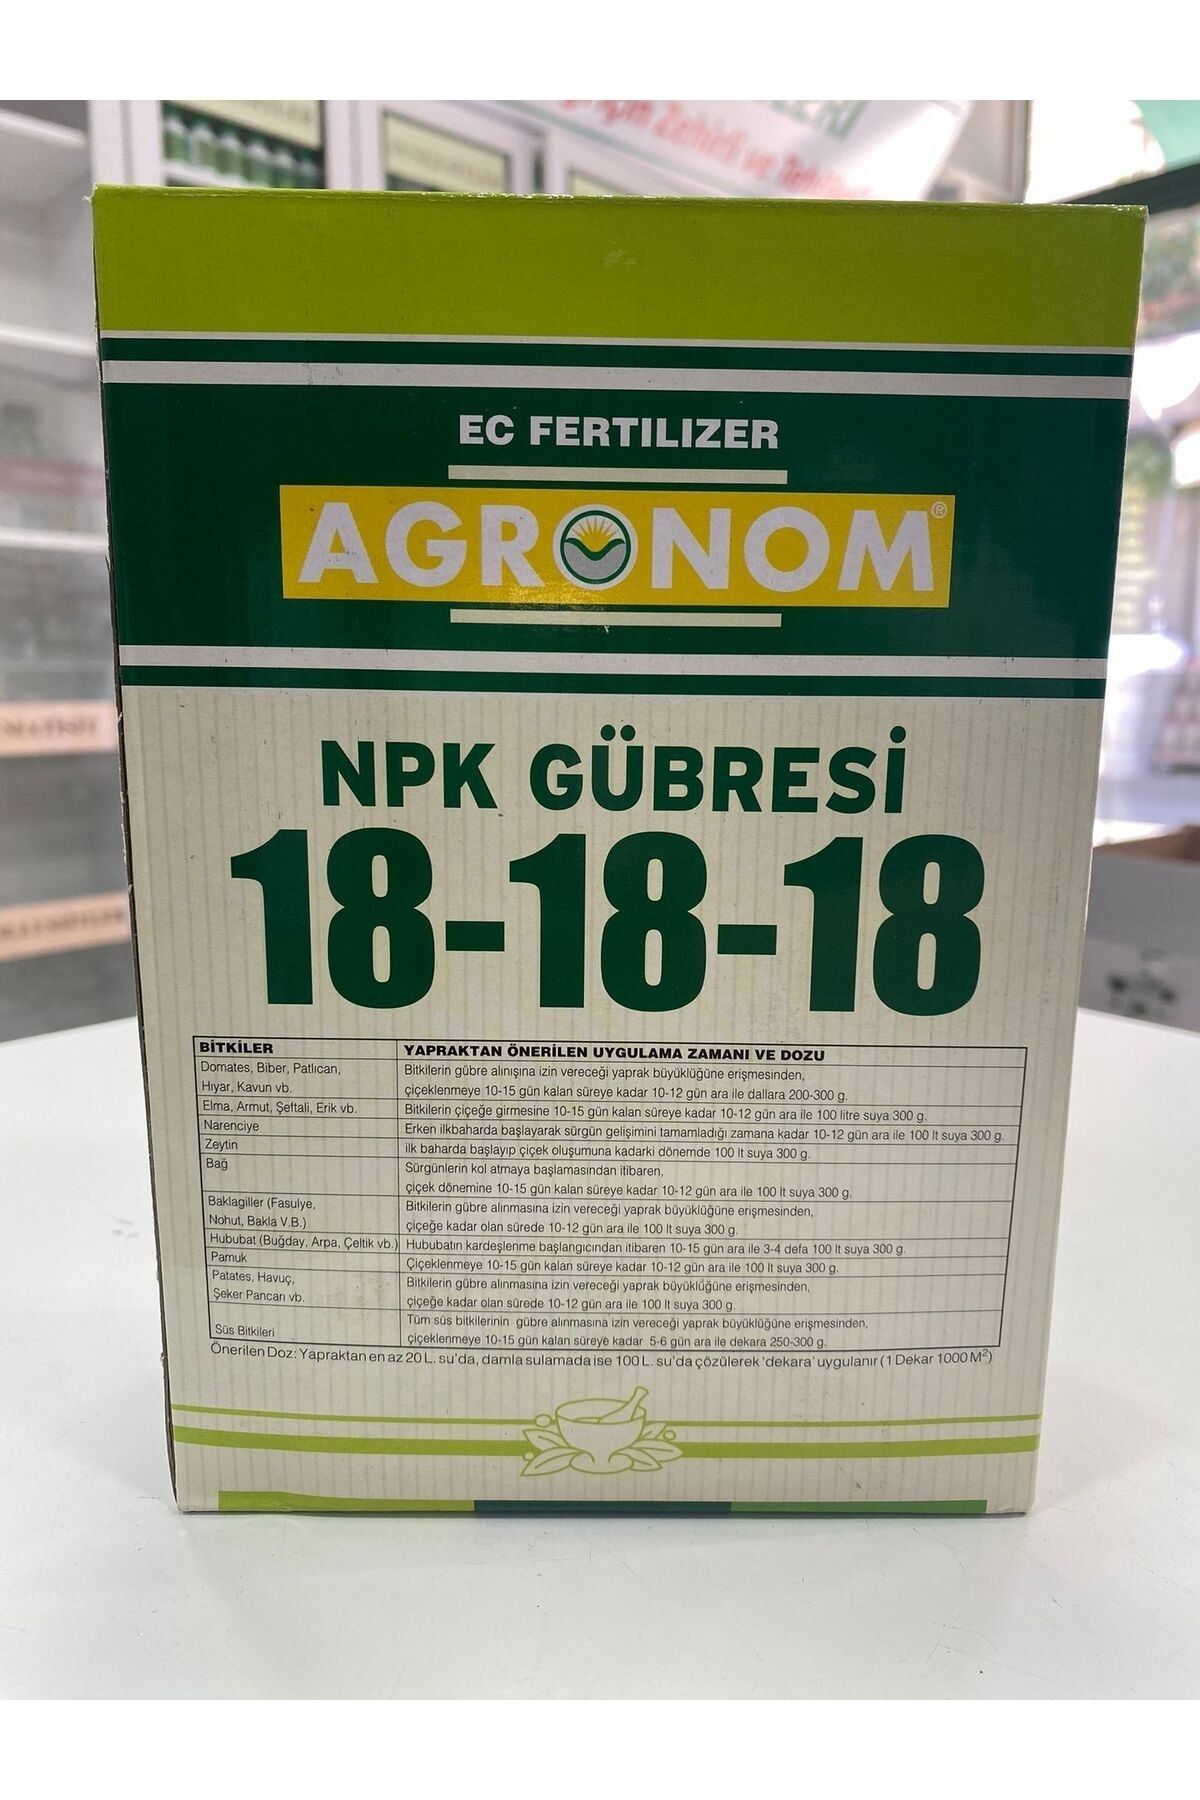 için Zehirli ve
EC FERTILIZER
AGRONOM®
NPK GÜBRESİ
18-18-18
BİTKİLER YAPRAKTAN ÖNERİLEN UYGULAMA ZAMANI VE DOZU
Domates, Biber, Patlıcan, Bitkilerin gübre alınışına izin vereceği yaprak büyüklüğüne erişmesinden,
Hıyar, Kavun vb. çiçeklenmeye 10-15 gün kalan süreye kadar 10-12 gün ara ile dallara 200-300 g.
Elma, Armut, Şeftali, Erik vb. Bitkilerin çiçeğe girmesine 10-15 gün kalan süreye kadar 10-12 gün ara ile 100 litre suya 300 g.
Narenciye Erken ilkbaharda başlayarak sürgün gelişimini tamamladığı zamana kadar 10-12 gün ara ile 100 lt suya 300 g.
Zeytin ilk baharda başlayıp çiçek oluşumuna kadarki dönemde 100 lt suya 300 g.
Bağ Sürgünlerin kol atmaya başlamasından itibaren,
çiçek dönemine 10-15 gün kalan süreye kadar 10-12 gün ara ile 100 lt suya 300 g.
Baklagiller (Fasulye, Bitkilerin gübre alınmasına izin vereceği yaprak büyüklüğüne erişmesinden,
Nohut, Bakla V.B.) çiçeğe kadar olan sürede 10-12 gün ara ile 100 lt suya 300 g.
Hububat (Buğday, Arpa, Çeltik vb.) Hububatın kardeşlenme başlangıcından itibaren 10-15 gün ara ile 3-4 defa 100 lt suya 300 g.
Pamuk Çiçeklenmeye 10-15 gün kalan süreye kadar 10-12 gün ara ile 100 lt suya 300 g.
Patates, Havuç, Bitkilerin gübre alınmasına izin vereceği yaprak büyüklüğüne erişmesinden,
Şeker Pancarı vb. çiçeğe kadar olan sürede 10-12 gün ara ile 100 lt suya 300 g.
Tüm süs bitkilerinin gübre alınmasına izin vereceği yaprak büyüklüğüne erişmesinden,
Süs Bitkileri çiçeklenmeye 10-15 gün kalan süreye kadar 5-6 gün ara ile dekara 250-300 g.
Önerilen Doz: Yapraktan en az 20 L. su'da, damla sulamada ise 100 L. su'da çözülerek 'dekara' uygulanır (1 Dekar 1000 M²)